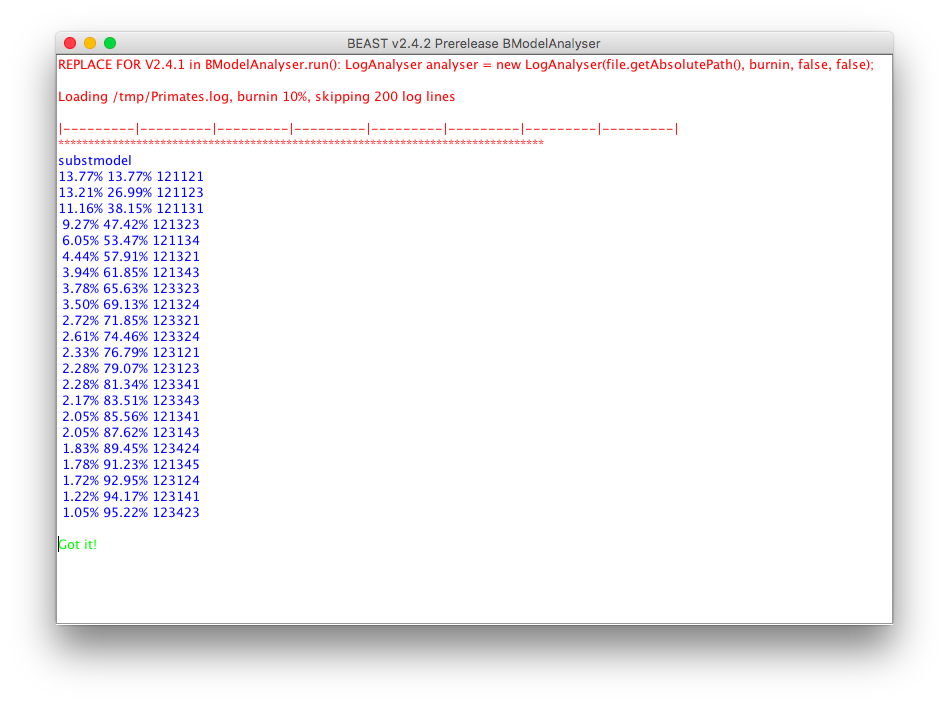 BEAST v2.4.2 Prerelease BModelAnalyser
REPLACE FOR V2.4.1 in BModelAnalyser.run(): LogAnalyser analyser = new LogAnalyser(file.getAbsolutePath(), burnin, false, false);
Loading /tmp/Primates.log, burnin 10%, skipping 200 log lines
|---------|---------|---------|---------|---------|---------|---------|---------|
*********************************************************************************
substmodel
13.77% 13.77% 121121
13.21% 26.99% 121123
11.16% 38.15% 121131
9.27% 47.42% 121323
6.05% 53.47% 121134
4.44% 57.91% 121321
3.94% 61.85% 121343
3.78% 65.63% 123323
3.50% 69.13% 121324
2.72% 71.85% 123321
2.61% 74.46% 123324
2.33% 76.79% 123121
2.28% 79.07% 123123
2.28% 81.34% 123341
2.17% 83.51% 123343
2.05% 85.56% 121341
2.05% 87.62% 123143
1.83% 89.45% 123424
1.78% 91.23% 121345
1.72% 92.95% 123124
1.22% 94.17% 123141
1.05% 95.22% 123423
Got it!